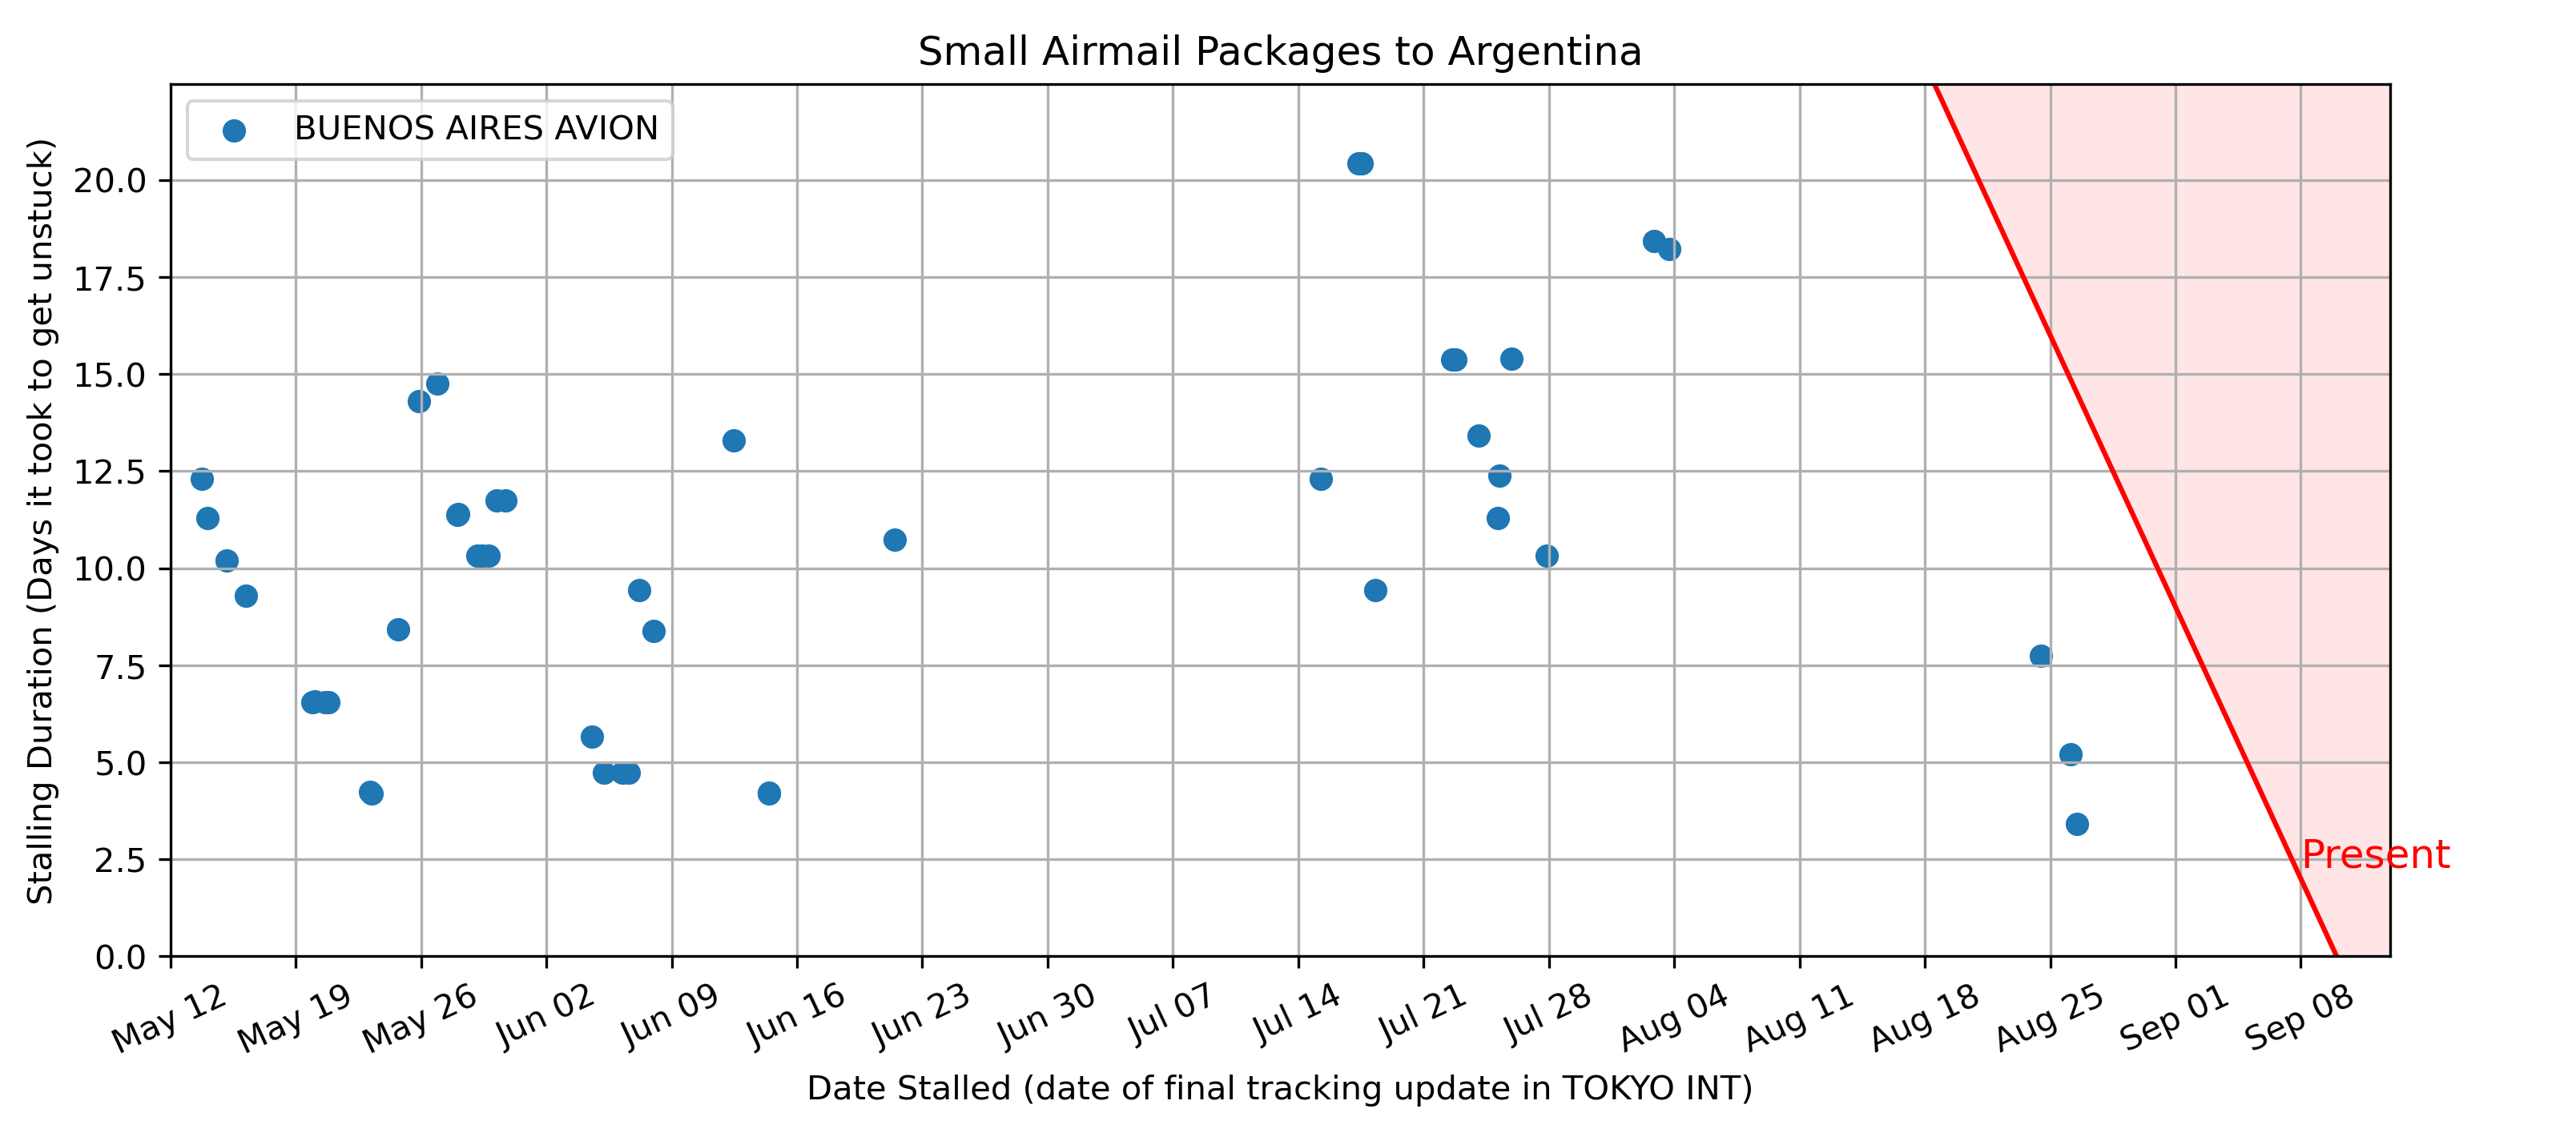 Small Airmail Packages to Argentina
BUENOS AIRES AVION
Stalling Duration (Days it took to get unstuck)
20.0
17.5
15.0
12.5
10.0
7.5
5.0
2.5
0.0
Present
May 12
May 19
May 26
Jun 02
Jun 09
Jun 16
Jun 23
Jun 30
Jul 07
Jul 14
Jul 21
Jul 28
Aug 04
Aug 11
Aug 18
Aug 25
Sep 01
Sep 08
Date Stalled (date of final tracking update in TOKYO INT)